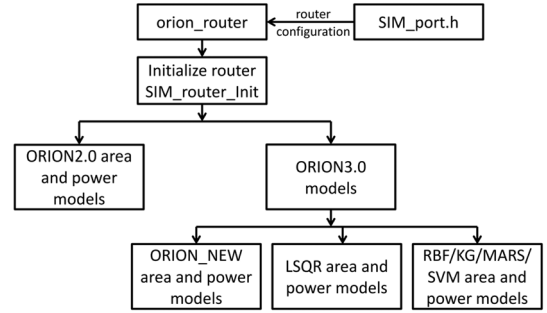 orion_router
router
configuration
SIM_port.h
Initialize router
SIM_router_Init
ORION2.0 area
and power
models
ORION3.0
models
ORION_NEW
area and power
models
LSQR area and
power models
RBF/KG/MARS/
SVM area and
power models